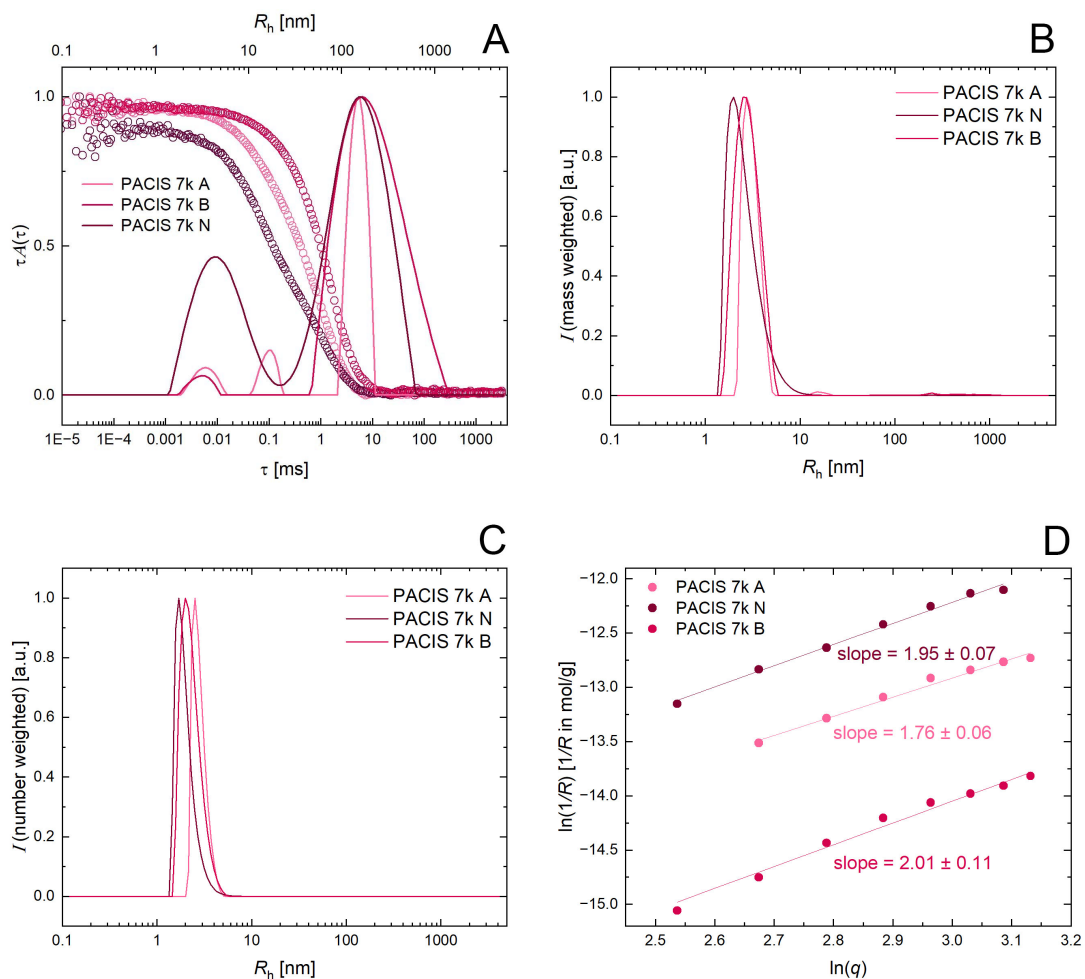 R_h [nm]
0.1 1 10 100 1000
A
1.0
0.5
0.0
τA(τ)
PACIS 7k A
PACIS 7k B
PACIS 7k N
1E-5 1E-4 0.001 0.01 0.1 1 10 100 1000
τ [ms]
B
1.0
0.8
0.6
0.4
0.2
0.0
I (mass weighted) [a.u.]
PACIS 7k A
PACIS 7k N
PACIS 7k B
0.1 1 10 100 1000
R_h [nm]
C
1.0
0.8
0.6
0.4
0.2
0.0
I (number weighted) [a.u.]
PACIS 7k A
PACIS 7k N
PACIS 7k B
0.1 1 10 100 1000
R_h [nm]
D
−12.0
−12.5
−13.0
−13.5
−14.0
−14.5
−15.0
ln(1/R) [1/R in mol/g]
PACIS 7k A
PACIS 7k N
PACIS 7k B
slope = 1.95 ± 0.07
slope = 1.76 ± 0.06
slope = 2.01 ± 0.11
2.5 2.6 2.7 2.8 2.9 3.0 3.1 3.2
ln(q)